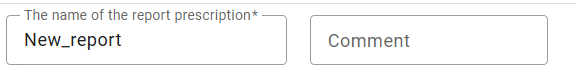 The name of the report prescription*
New_report
Comment